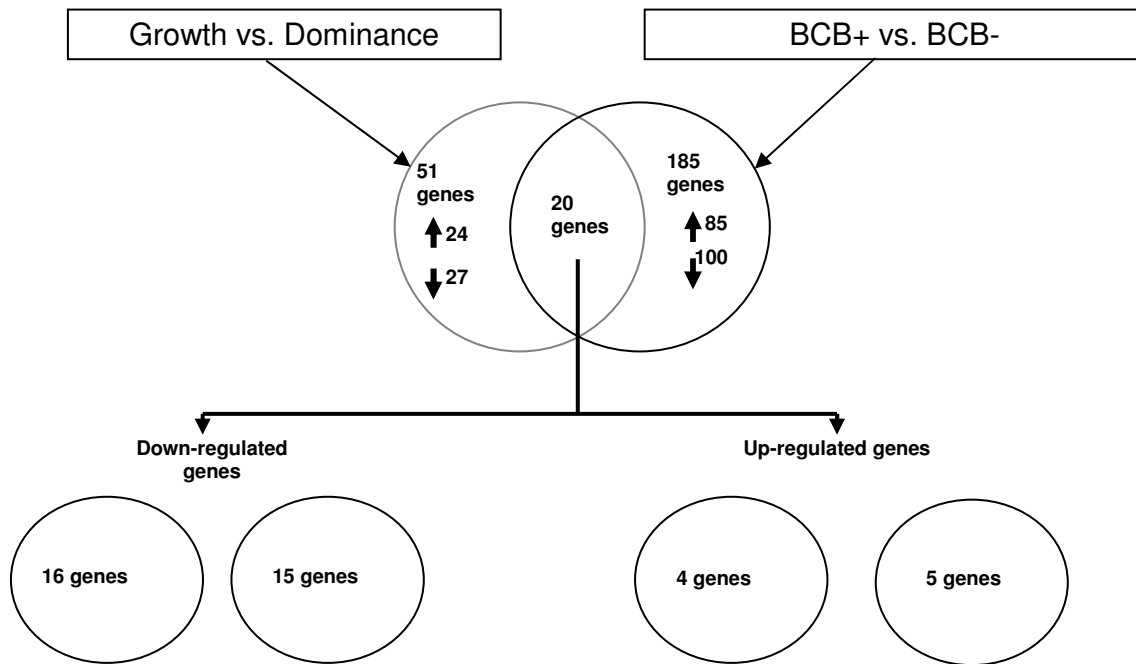 Growth vs. Dominance
BCB+ vs. BCB-
51
genes
24
27
20
genes
185
genes
85
100
Down-regulated
genes
Up-regulated genes
16 genes
15 genes
4 genes
5 genes